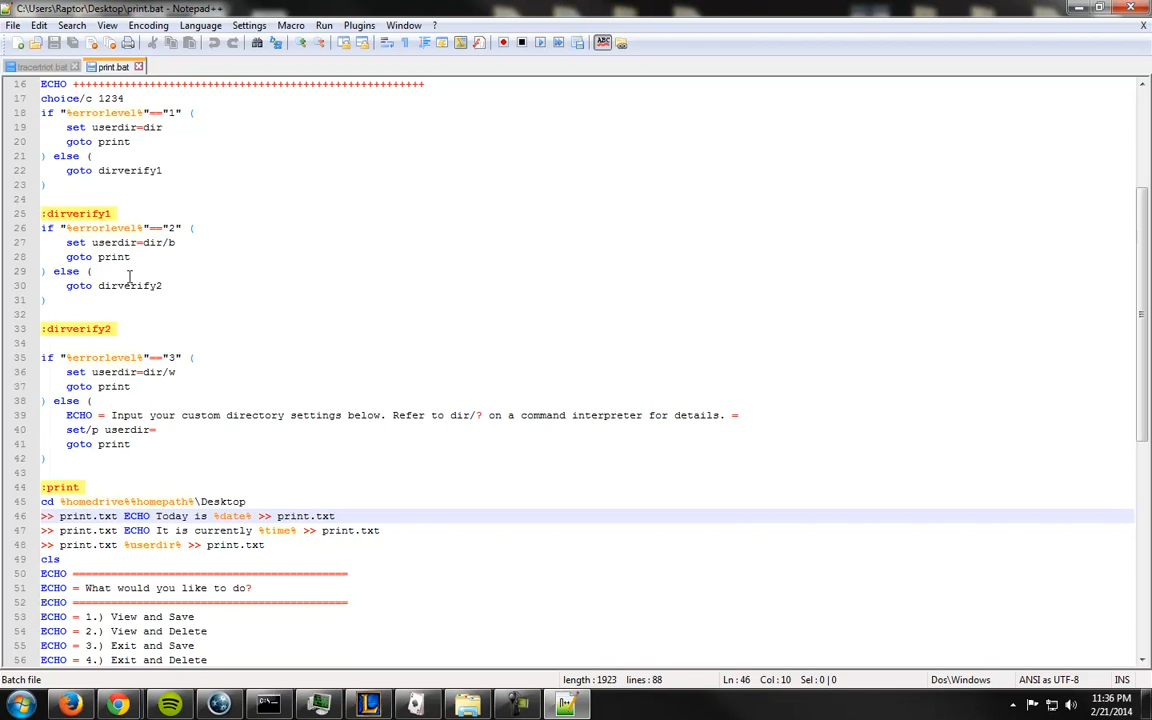 C:\Users\Raptor\Desktop\print.bat - Notepad++
File Edit Search View Encoding Language Settings Macro Run Plugins Window ? X
tracertriot.bat print.bat
16 ECHO +++++++++++++++++++++++++++++++++++++++++++++++++++++++
17 choice/c 1234
18 if "%errorlevel%"=="1" (
19 set userdir=dir
20 goto print
21 ) else (
22 goto dirverify1
23 )
24
25 :dirverify1
26 if "%errorlevel%"=="2" (
27 set userdir=dir/b
28 goto print
29 ) else (
30 goto dirverify2
31 )
32
33 :dirverify2
34
35 if "%errorlevel%"=="3" (
36 set userdir=dir/w
37 goto print
38 ) else (
39 ECHO = Input your custom directory settings below. Refer to dir/? on a command interpreter for details. =
40 set/p userdir=
41 goto print
42 )
43
44 :print
45 cd %homedrive%%homepath%\Desktop
46 >> print.txt ECHO Today is %date% >> print.txt
47 >> print.txt ECHO It is currently %time% >> print.txt
48 >> print.txt %userdir% >> print.txt
49 cls
50 ECHO ===========================================
51 ECHO = What would you like to do?
52 ECHO ===========================================
53 ECHO = 1.) View and Save
54 ECHO = 2.) View and Delete
55 ECHO = 3.) Exit and Save
56 ECHO = 4.) Exit and Delete
Batch file length : 1923 lines : 88 Ln : 46 Col : 10 Sel : 0 | 0 Dos\Windows ANSI as UTF-8 INS
11:36 PM
2/21/2014